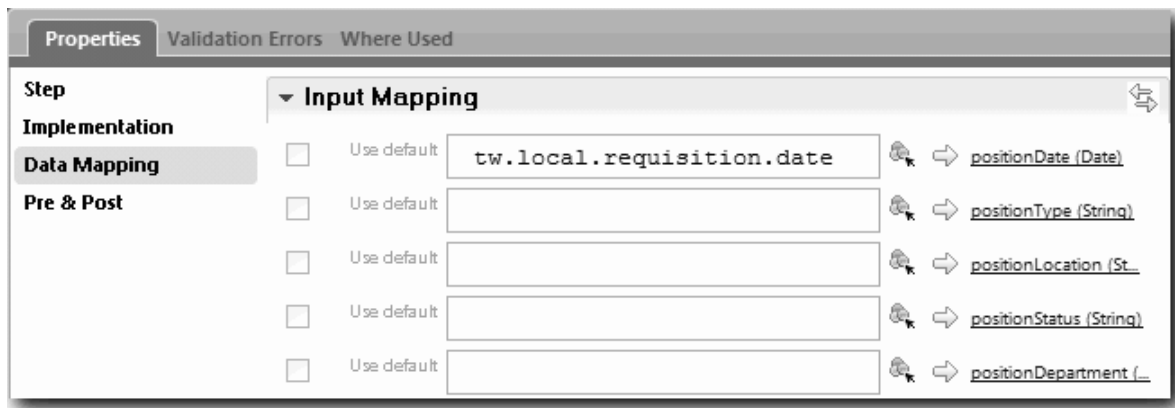 Properties Validation Errors Where Used
Step
Implementation
Data Mapping
Pre & Post
Input Mapping
Use default tw.local.requisition.date positionDate (Date)
Use default positionType (String)
Use default positionLocation (St...
Use default positionStatus (String)
Use default positionDepartment (...